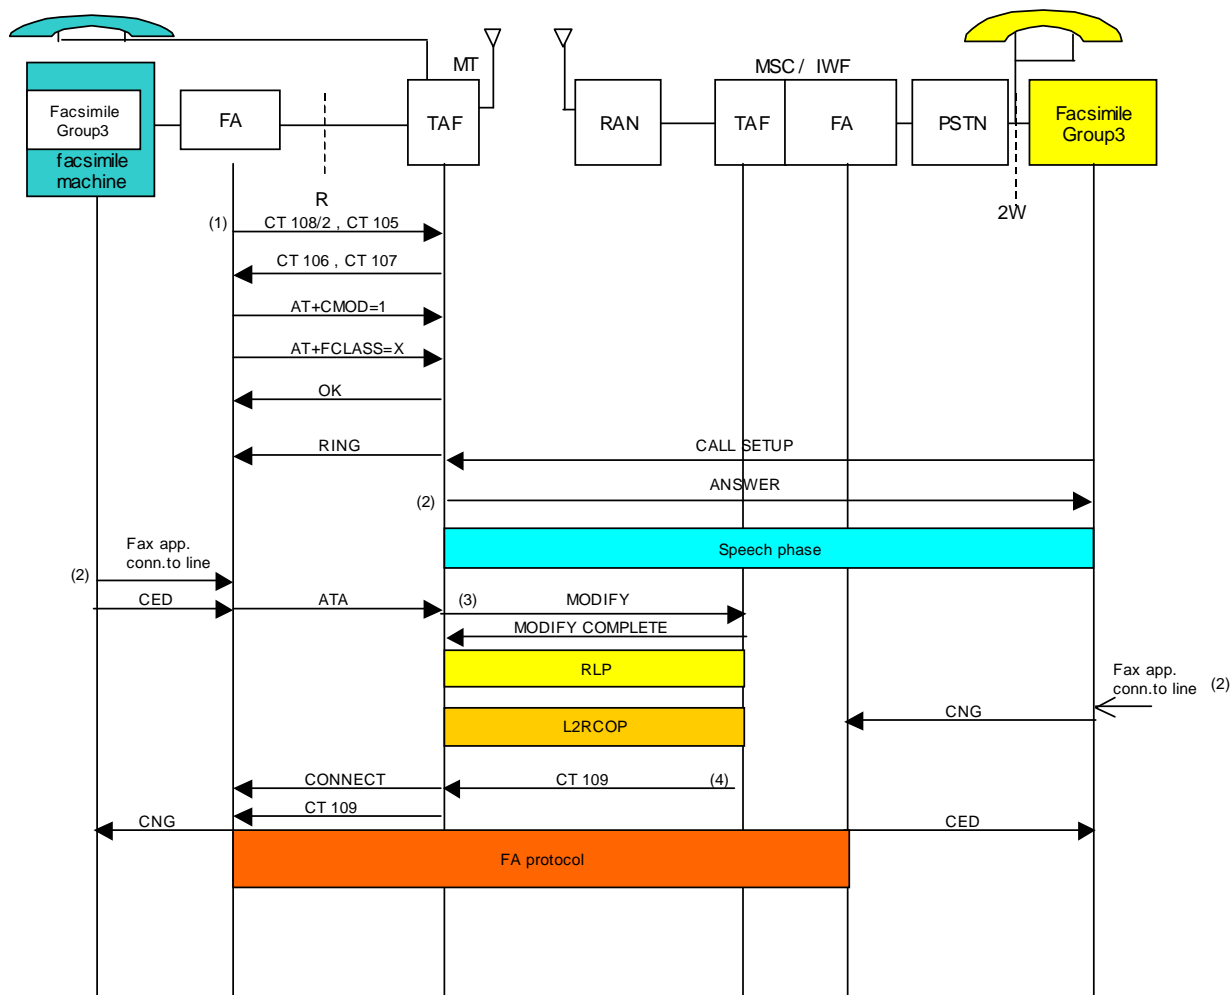 MT
MSC / IWF
Facsimile
Group3
facsimile
machine
FA
TAF
RAN
TAF
FA
PSTN
Facsimile
Group3
R
2W
(1)
CT 108/2 , CT 105
CT 106 , CT 107
AT+CMOD=1
AT+FCLASS=X
OK
RING
CALL SETUP
(2)
ANSWER
Speech phase
Fax app.
conn.to line
(2)
CED
ATA
(3)
MODIFY
MODIFY COMPLETE
RLP
Fax app.
conn.to line
(2)
L2RCOP
CNG
CONNECT
CT 109
(4)
CT 109
CNG
CED
FA protocol